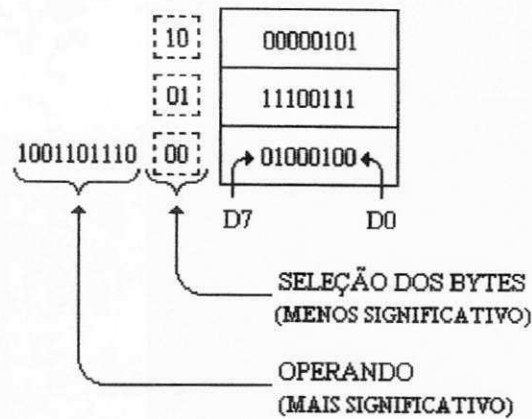 10 00000101
01 11100111
1001101110 00 01000100
D7 D0
SELEÇÃO DOS BYTES
(MENOS SIGNIFICATIVO)
OPERANDO
(MAIS SIGNIFICATIVO)